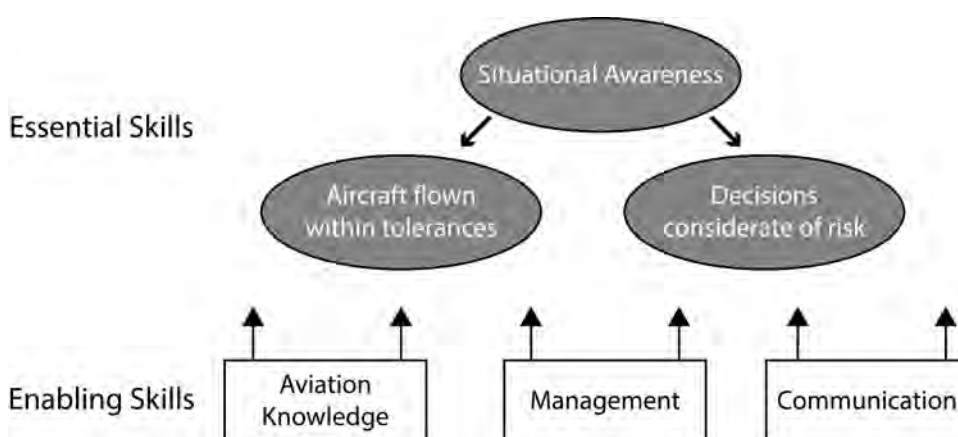 Situational Awareness
Essential Skills
Aircraft flown
within tolerances
Decisions
considerate of risk
Enabling Skills
Aviation
Knowledge
Management
Communication